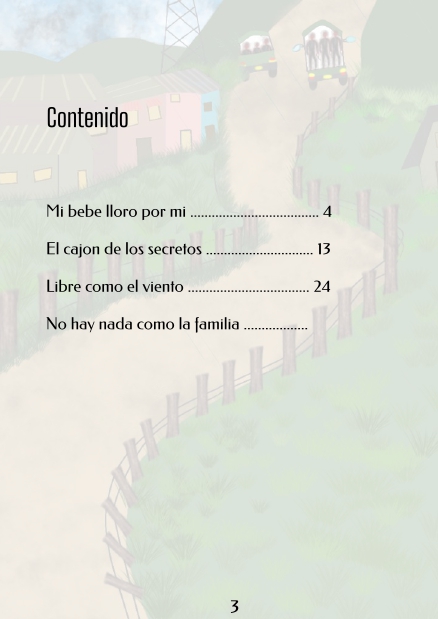 Contenido
Mi bebe lloro por mi ................................... 4
El cajon de los secretos ............................. 13
Libre como el viento ................................. 24
No hay nada como la familia .................
3